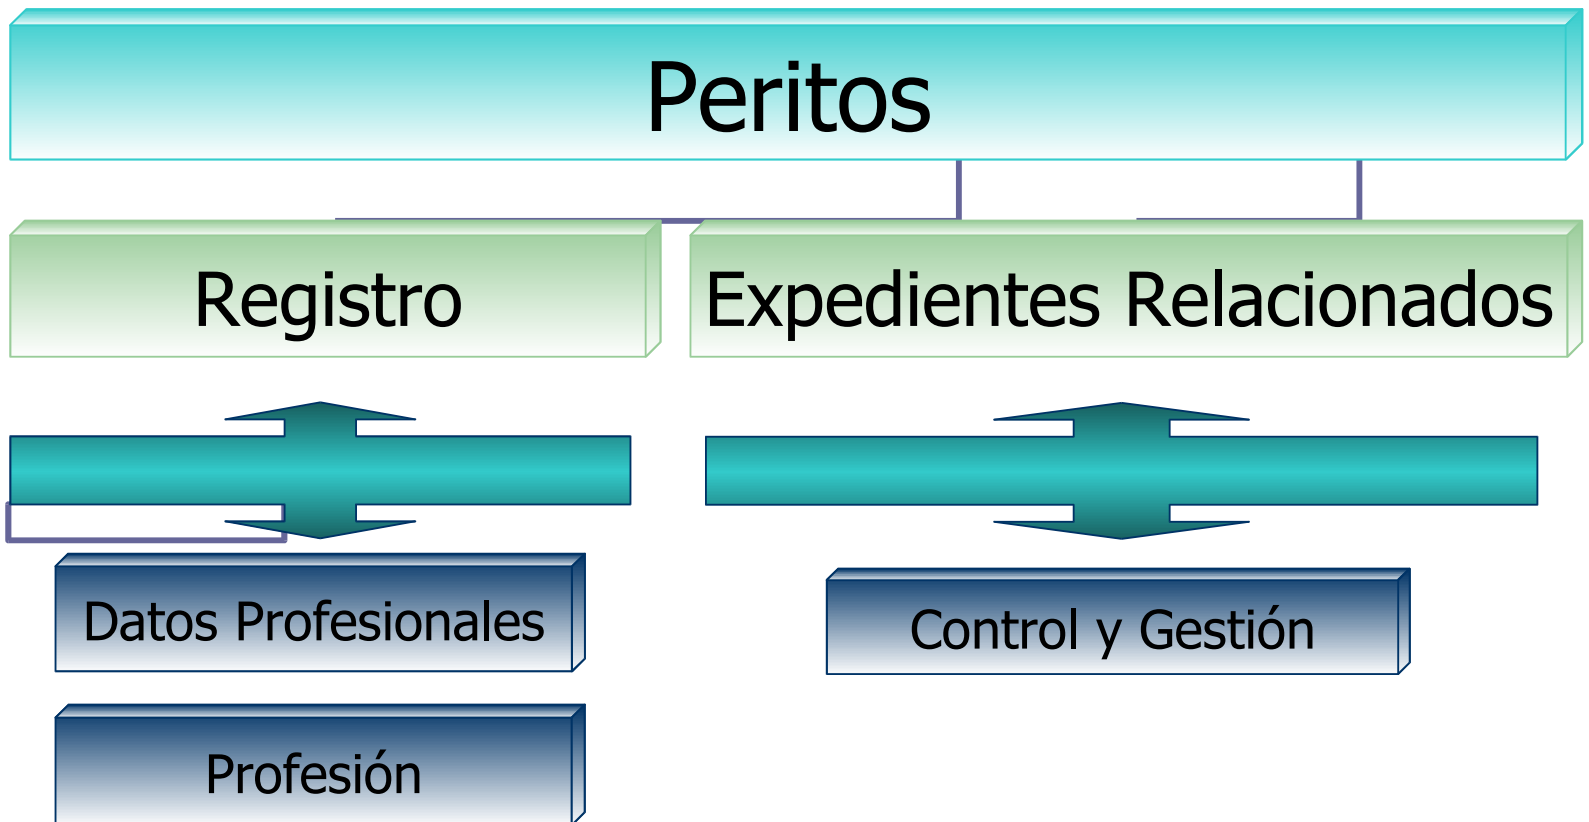 Peritos
Registro
Expedientes Relacionados
Datos Profesionales
Control y Gestión
Profesión